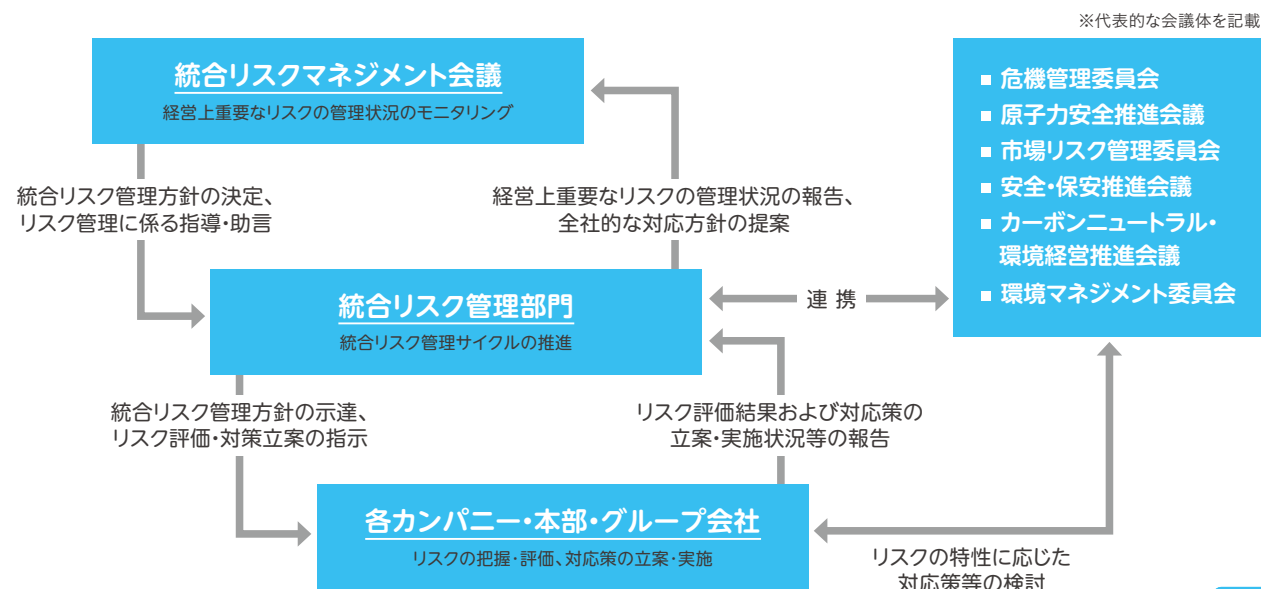 ※代表的な会議体を記載
統合リスクマネジメント会議
経営上重要なリスクの管理状況のモニタリング
統合リスク管理方針の決定、
リスク管理に係る指導・助言
経営上重要なリスクの管理状況の報告、
全社的な対応方針の提案
統合リスク管理部門
統合リスク管理サイクルの推進
連 携
■ 危機管理委員会
■ 原子力安全推進会議
■ 市場リスク管理委員会
■ 安全・保安推進会議
■ カーボンニュートラル・
環境経営推進会議
■ 環境マネジメント委員会
統合リスク管理方針の示達、
リスク評価・対策立案の指示
リスク評価結果および対応策の
立案・実施状況等の報告
各カンパニー・本部・グループ会社
リスクの把握・評価、対応策の立案・実施
リスクの特性に応じた
対応策等の検討